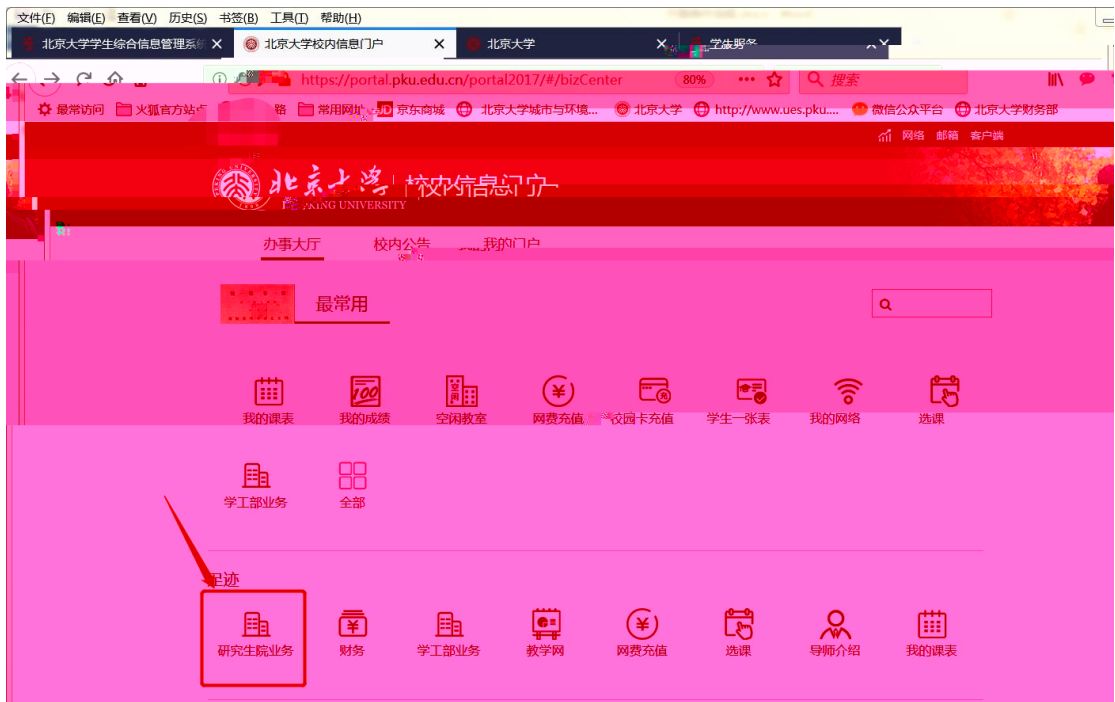 文件(F) 编辑(E) 查看(V) 历史(S) 书签(B) 工具(T) 帮助(H)
北京大学学生综合信息管理系统 北京大学校内信息门户 北京大学 学生服务
https://portal.pku.edu.cn/portal2017/#/bizCenter 80% 搜索
最常访问 火狐官方站点 常用网址 京东商城 北京大学城市与环境... 北京大学 http://www.ues.pku.... 微信公众平台 北京大学财务部
网络 邮箱 客户端
北京大学 校内信息门户
PEKING UNIVERSITY
办事大厅 校内公告 我的门户
最常用
我的课表 我的成绩 空闲教室 网费充值 校园卡充值 学生一张表 我的网络 选课
学工部业务 全部
足迹
研究生院业务 财务 学工部业务 教学网 网费充值 选课 导师介绍 我的课表